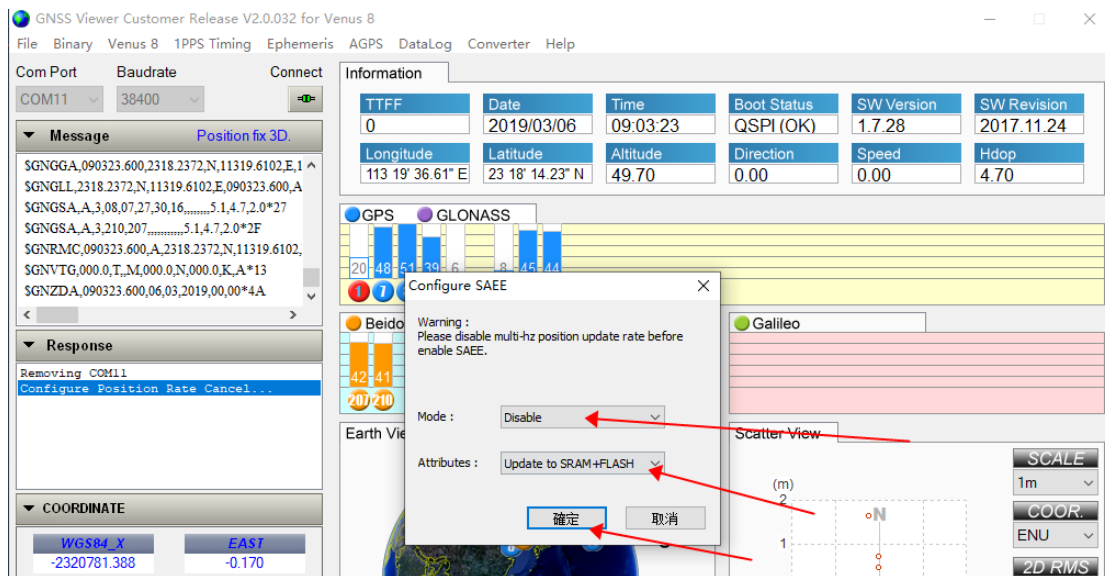 GNSS Viewer Customer Release V2.0.032 for Venus 8
File Binary Venus 8 1PPS Timing Ephemeris AGPS DataLog Converter Help
Com Port Baudrate Connect
COM11 38400
Message Position fix 3D.
$GNGGA,090323.600,2318.2372,N,11319.6102,E,1
$GNGLL,2318.2372,N,11319.6102,E,090323.600,A
$GNGSA,A,3,08,07,27,30,16,,,,,,,,5.1,4.7,2.0*27
$GNGSA,A,3,210,207,,,,,,,,,,,5.1,4.7,2.0*2F
$GNRMC,090323.600,A,2318.2372,N,11319.6102,
$GNVTG,000.0,T,,M,000.0,N,000.0,K,A*13
$GNZDA,090323.600,06,03,2019,00,00*4A
Response
Removing COM11
Configure Position Rate Cancel...
COORDINATE
WGS84_X EAST
-2320781.388 -0.170
Information
TTFF Date Time Boot Status SW Version SW Revision
0 2019/03/06 09:03:23 QSPI (OK) 1.7.28 2017.11.24
Longitude Latitude Altitude Direction Speed Hdop
113 19' 36.61" E 23 18' 14.23" N 49.70 0.00 0.00 4.70
GPS GLONASS
20 48 51 39 6 8 45 44
1 7
Beido
42 41
207 210
Galileo
Configure SAEE
Warning :
Please disable multi-hz position update rate before
enable SAEE.
Mode : Disable
Attributes : Update to SRAM+FLASH
確定 取消
Earth Vie
Scatter View
(m)
2
N
1
SCALE
1m
COOR.
ENU
2D RMS